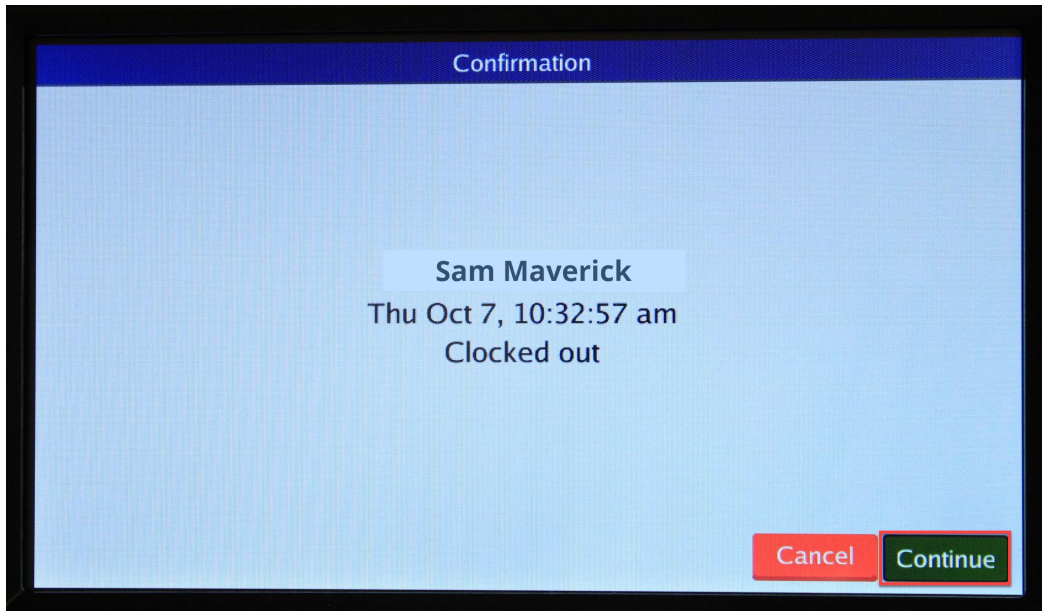 Confirmation
Sam Maverick
Thu Oct 7, 10:32:57 am
Clocked out
Cancel
Continue